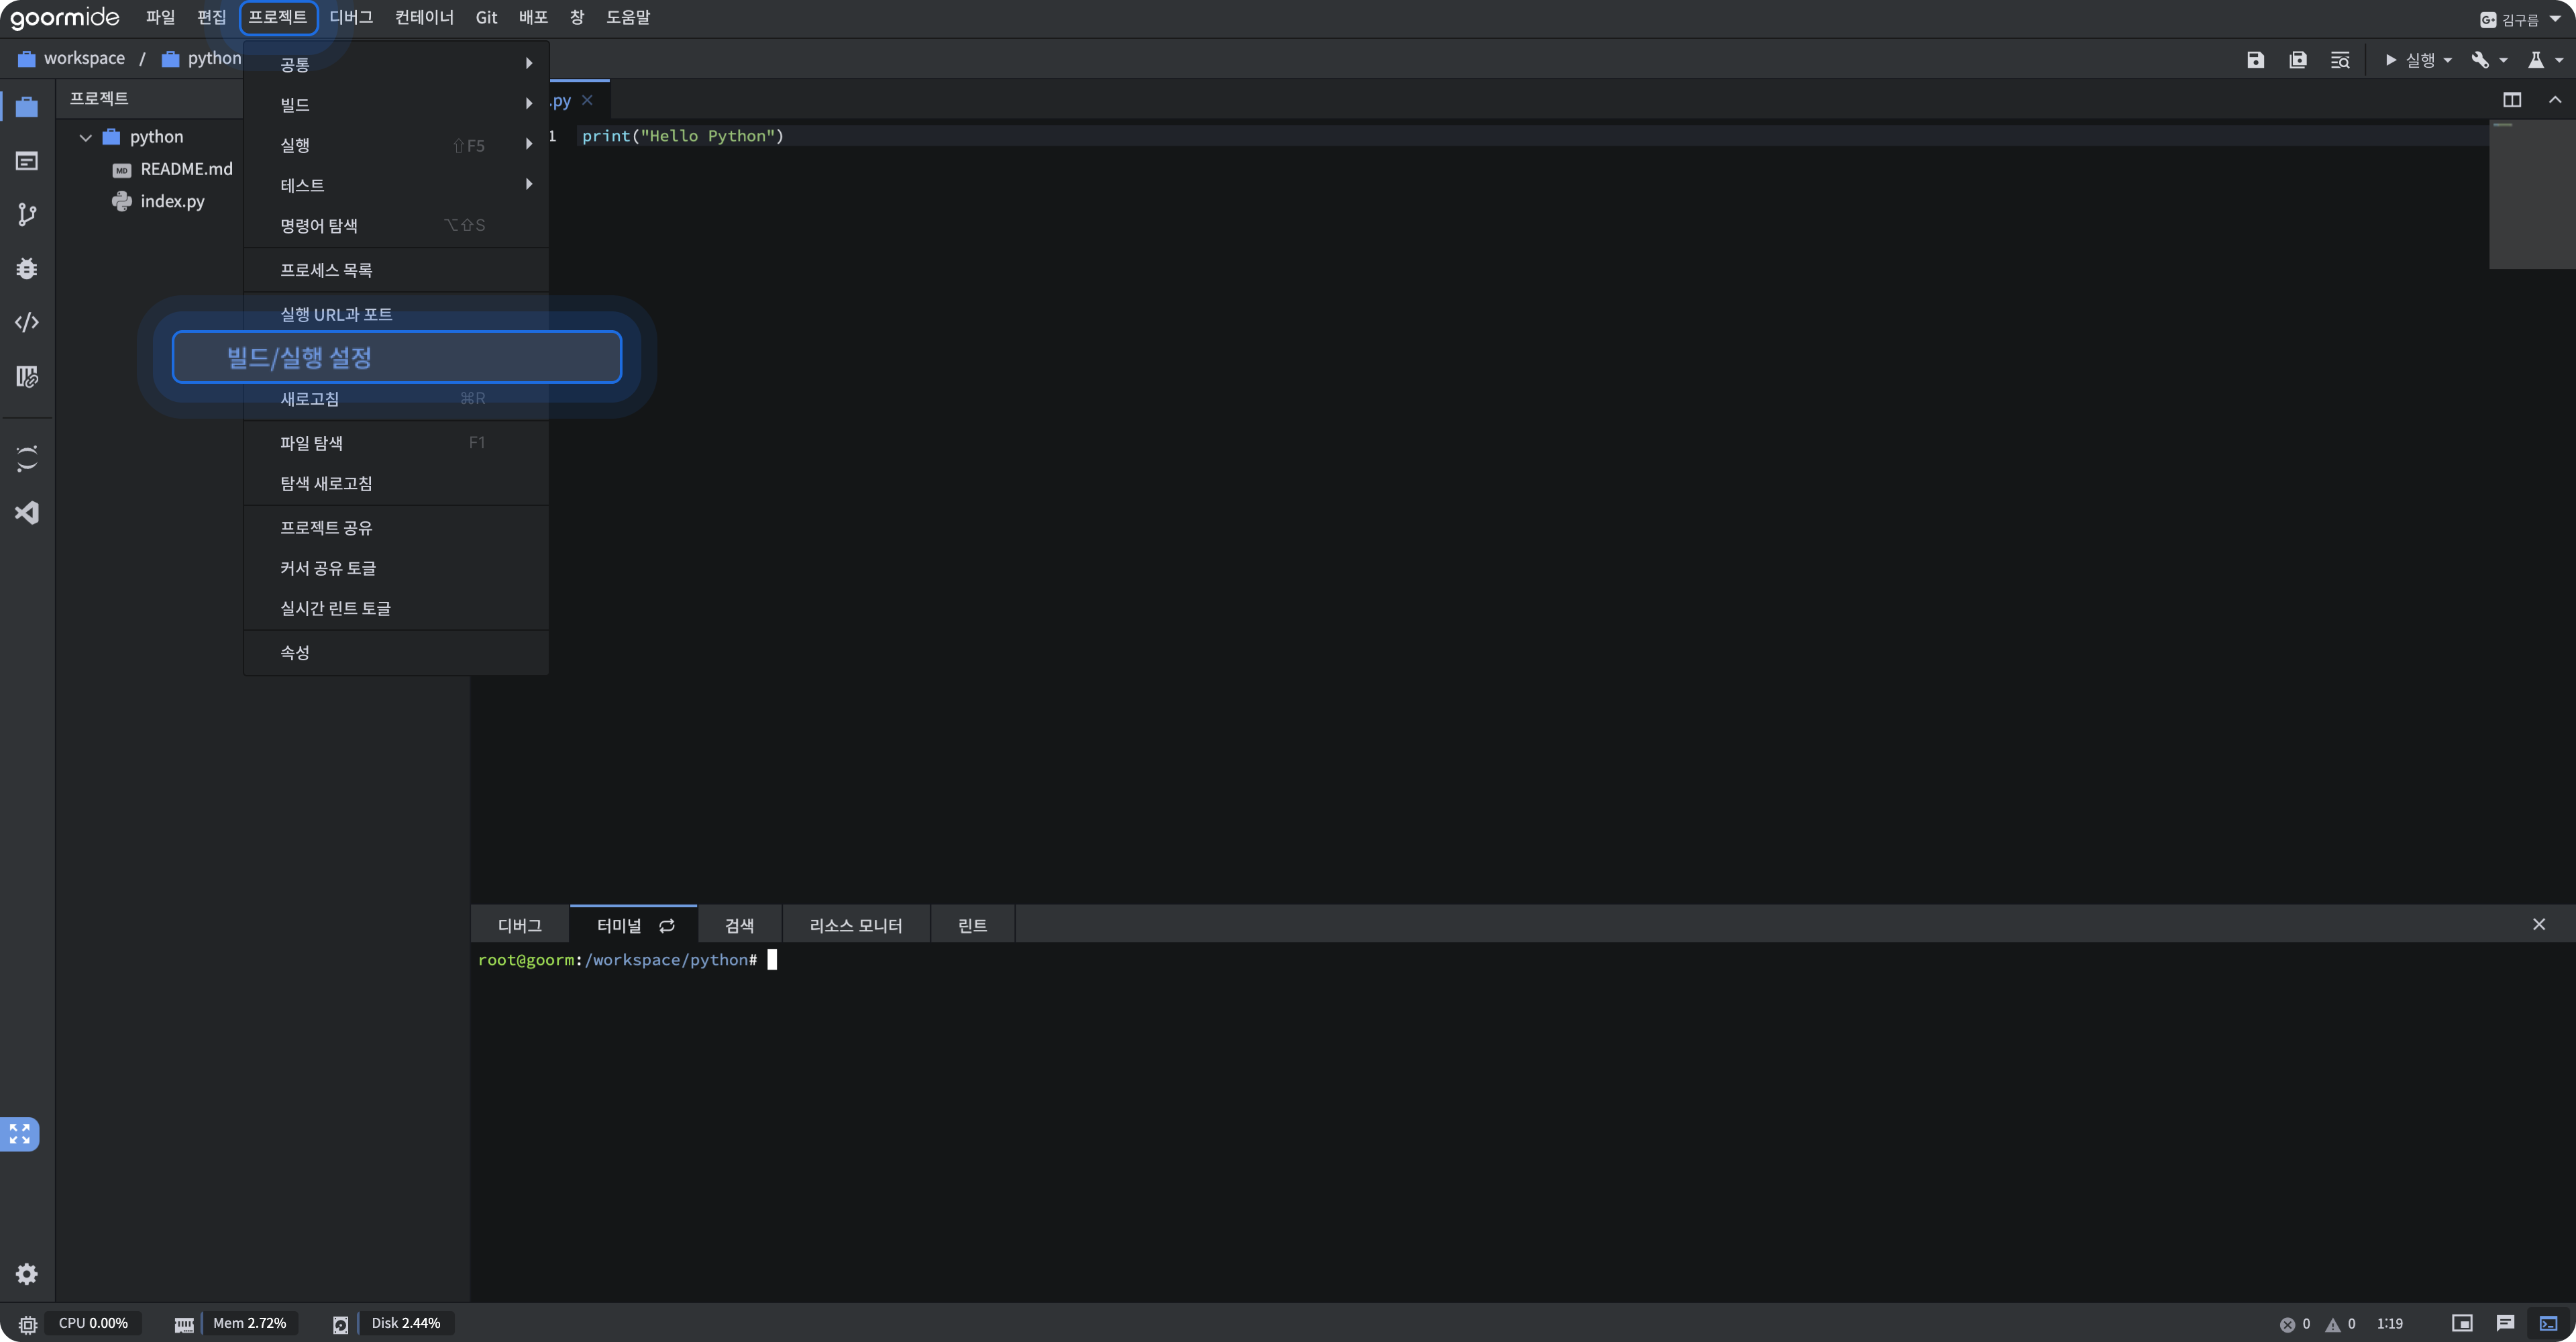 goormide 파일 편집 프로젝트 디버그 컨테이너 Git 배포 창 도움말 G+ 김구름
workspace / python 실행
프로젝트
python
README.md
index.py
공통
빌드
실행 ⇧F5
테스트
명령어 탐색 ⌥⇧S
프로세스 목록
실행 URL과 포트
빌드/실행 설정
새로고침 ⌘R
파일 탐색 F1
탐색 새로고침
프로젝트 공유
커서 공유 토글
실시간 린트 토글
속성
.py
1 print("Hello Python")
디버그 터미널 검색 리소스 모니터 린트
root@goorm:/workspace/python#
CPU 0.00% Mem 2.72% Disk 2.44% 0 0 1:19